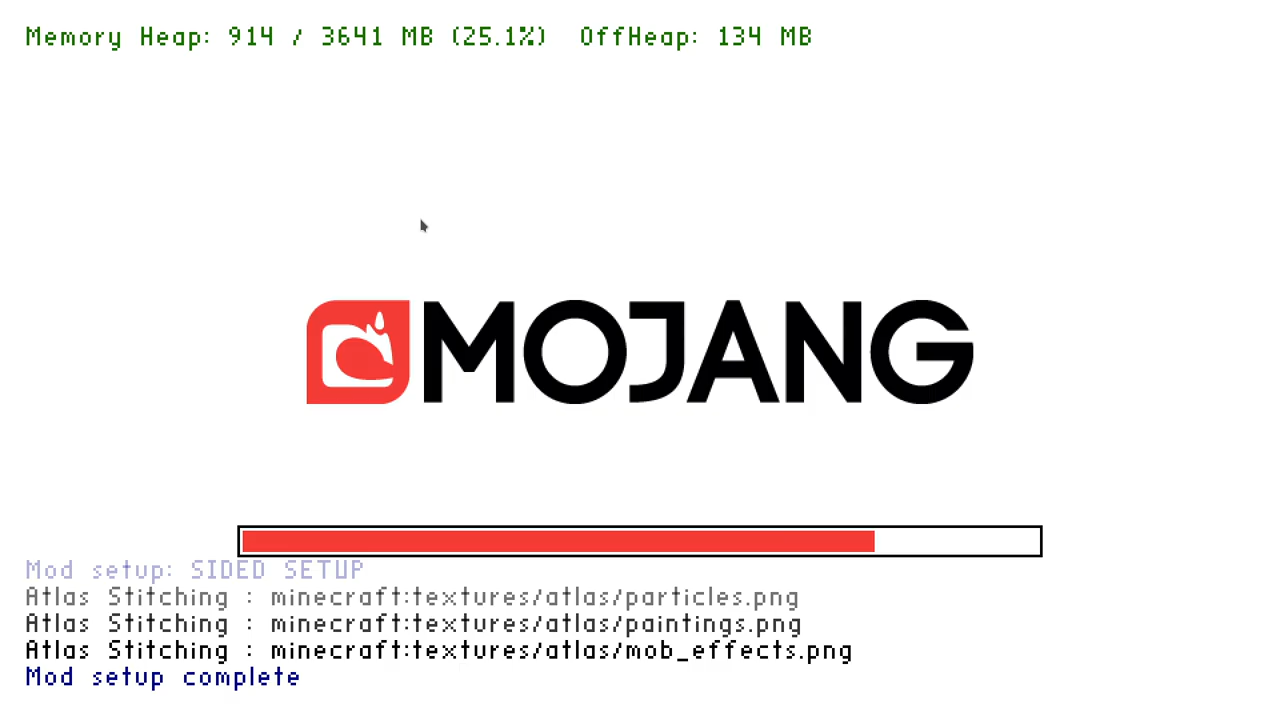 Memory Heap: 914 / 3641 MB (25.1%) OffHeap: 134 MB
MOJANG
Mod setup: SIDED SETUP
Atlas Stitching : minecraft:textures/atlas/particles.png
Atlas Stitching : minecraft:textures/atlas/paintings.png
Atlas Stitching : minecraft:textures/atlas/mob_effects.png
Mod setup complete